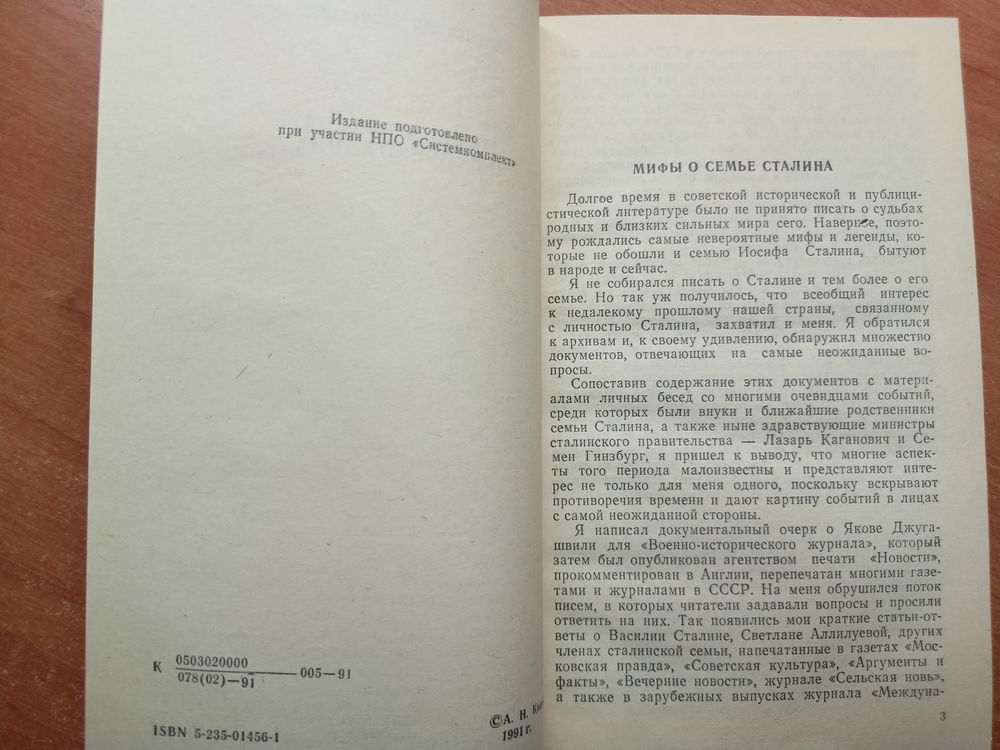 Издание подготовлено
при участии НПО «Системкомплект»
К 0503020000
078(02)—91
—005—91
ISBN 5-235-01456-1
© А. Н.
1991 г.
МИФЫ О СЕМЬЕ СТАЛИНА
Долгое время в советской исторической и публици-
стической литературе было не принято писать о судьбах
родных и близких сильных мира сего. Наверное, поэто-
му рождались самые невероятные мифы и легенды, ко-
торые не обошли и семью Иосифа Сталина, бытуют
в народе и сейчас.
Я не собирался писать о Сталине и тем более о его
семье. Но так уж получилось, что всеобщий интерес
к недалекому прошлому нашей страны, связанному
с личностью Сталина, захватил и меня. Я обратился
к архивам и, к своему удивлению, обнаружил множество
документов, отвечающих на самые неожиданные во-
просы.
Сопоставив содержание этих документов с матери-
алами личных бесед со многими очевидцами событий,
среди которых были внуки и ближайшие родственники
семьи Сталина, а также ныне здравствующие министры
сталинского правительства — Лазарь Каганович и Се-
мен Гинзбург, я пришел к выводу, что многие аспек-
ты того периода малоизвестны и представляют инте-
рес не только для меня одного, поскольку вскрывают
противоречия времени и дают картину событий в лицах
с самой неожиданной стороны.
Я написал документальный очерк о Якове Джуга-
швили для «Военно-исторического журнала», который
затем был опубликован агентством печати «Новости»,
прокомментирован в Англии, перепечатан многими газе-
тами и журналами в СССР. На меня обрушился поток
писем, в которых читатели задавали вопросы и просили
ответить на них. Так появились мои краткие статьи-от-
веты о Василии Сталине, Светлане Аллилуевой, других
членах сталинской семьи, напечатанные в газетах «Мос-
ковская правда», «Советская культура», «Аргументы и
факты», «Вечерние новости», журнале «Сельская новь»,
а также в зарубежных выпусках журнала «Междуна-
3